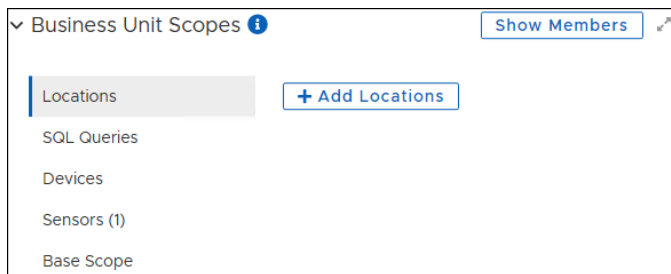 Business Unit Scopes
Show Members
Locations
+ Add Locations
SQL Queries
Devices
Sensors (1)
Base Scope